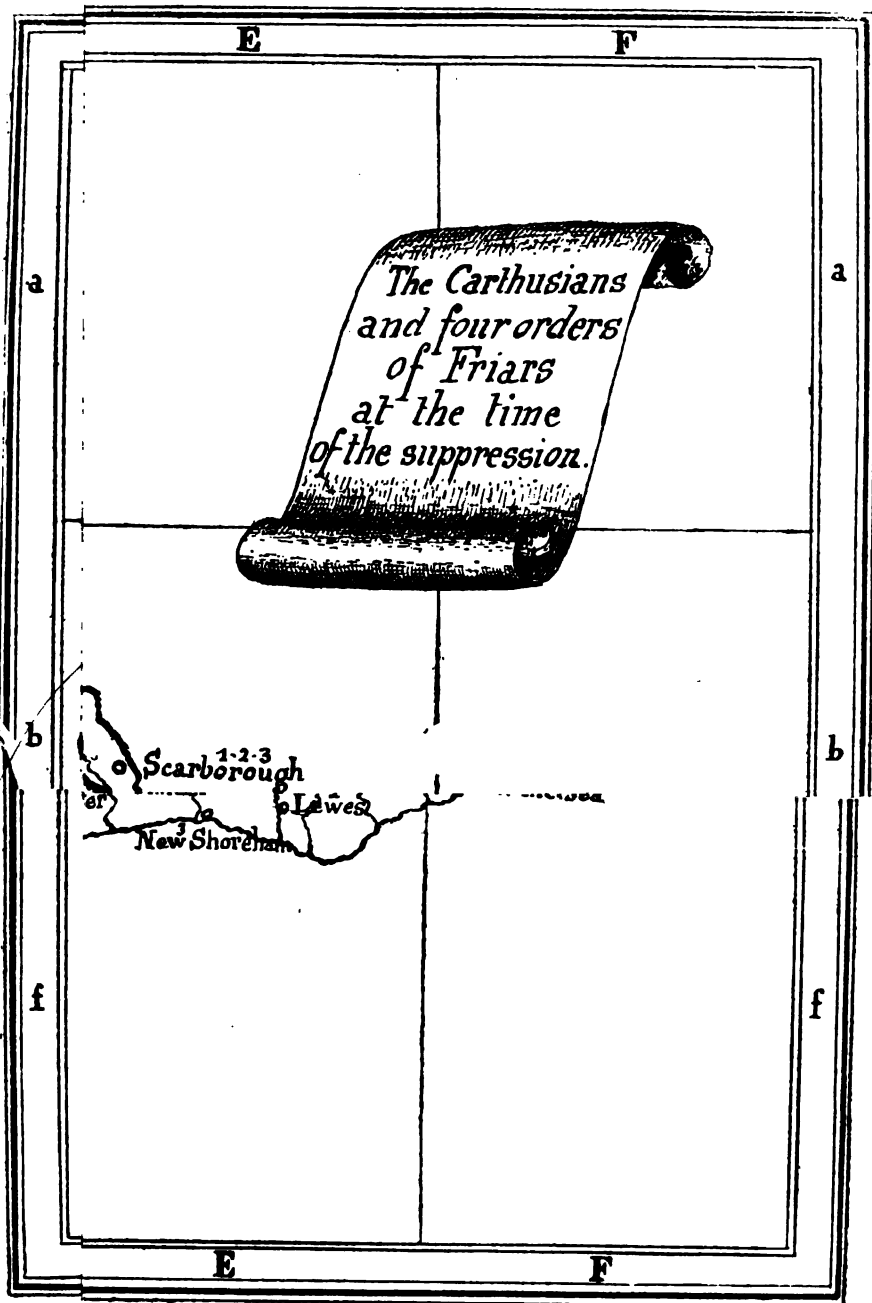 E F
a a
The Carthusians
and four orders
of Friars
at the time
of the suppression.
b b
1·2·3
Scarborough
er
Lewes
3
New Shoreham
f f
E F